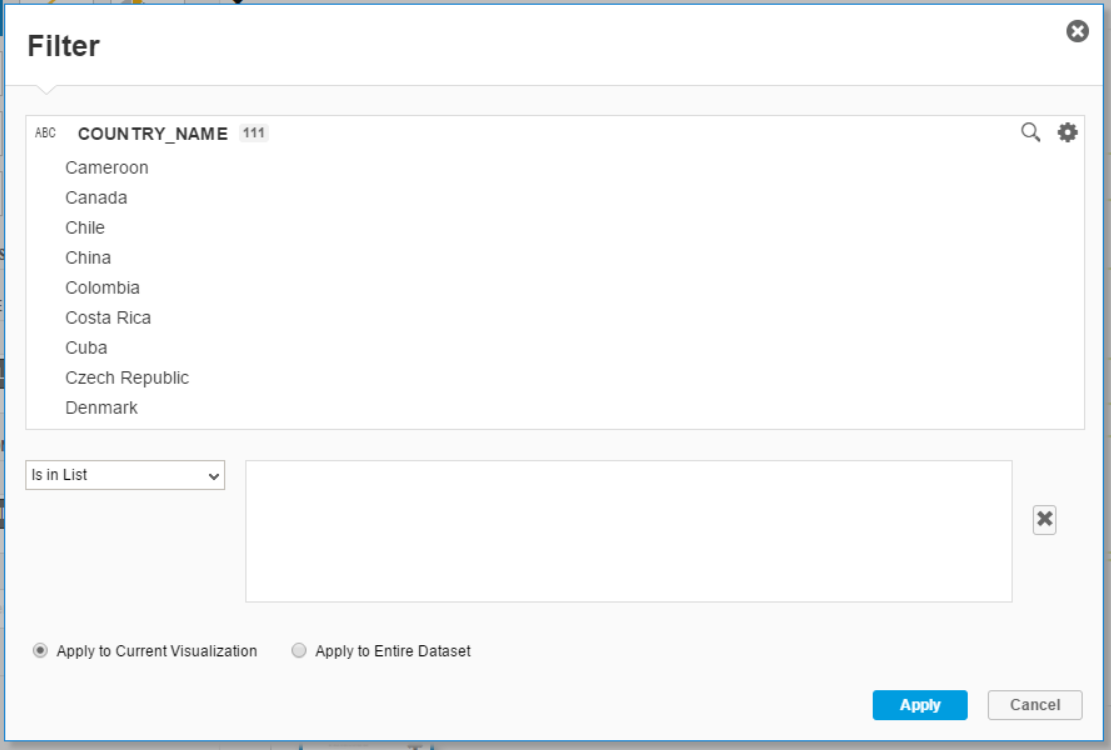 Filter
ABC COUNTRY_NAME 111
Cameroon
Canada
Chile
China
Colombia
Costa Rica
Cuba
Czech Republic
Denmark
Is in List
Apply to Current Visualization Apply to Entire Dataset
Apply Cancel